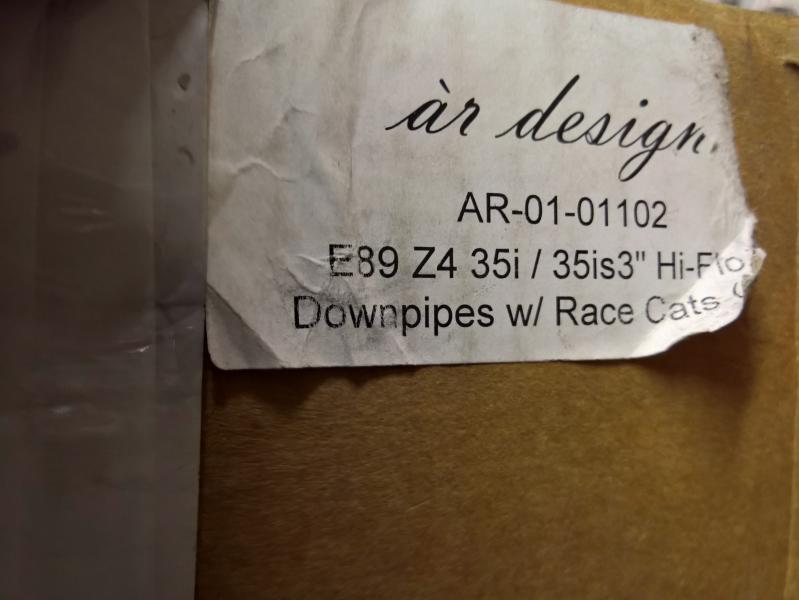 àr design.
AR-01-01102
E89 Z4 35i / 35is3" Hi-Flo
Downpipes w/ Race Cats